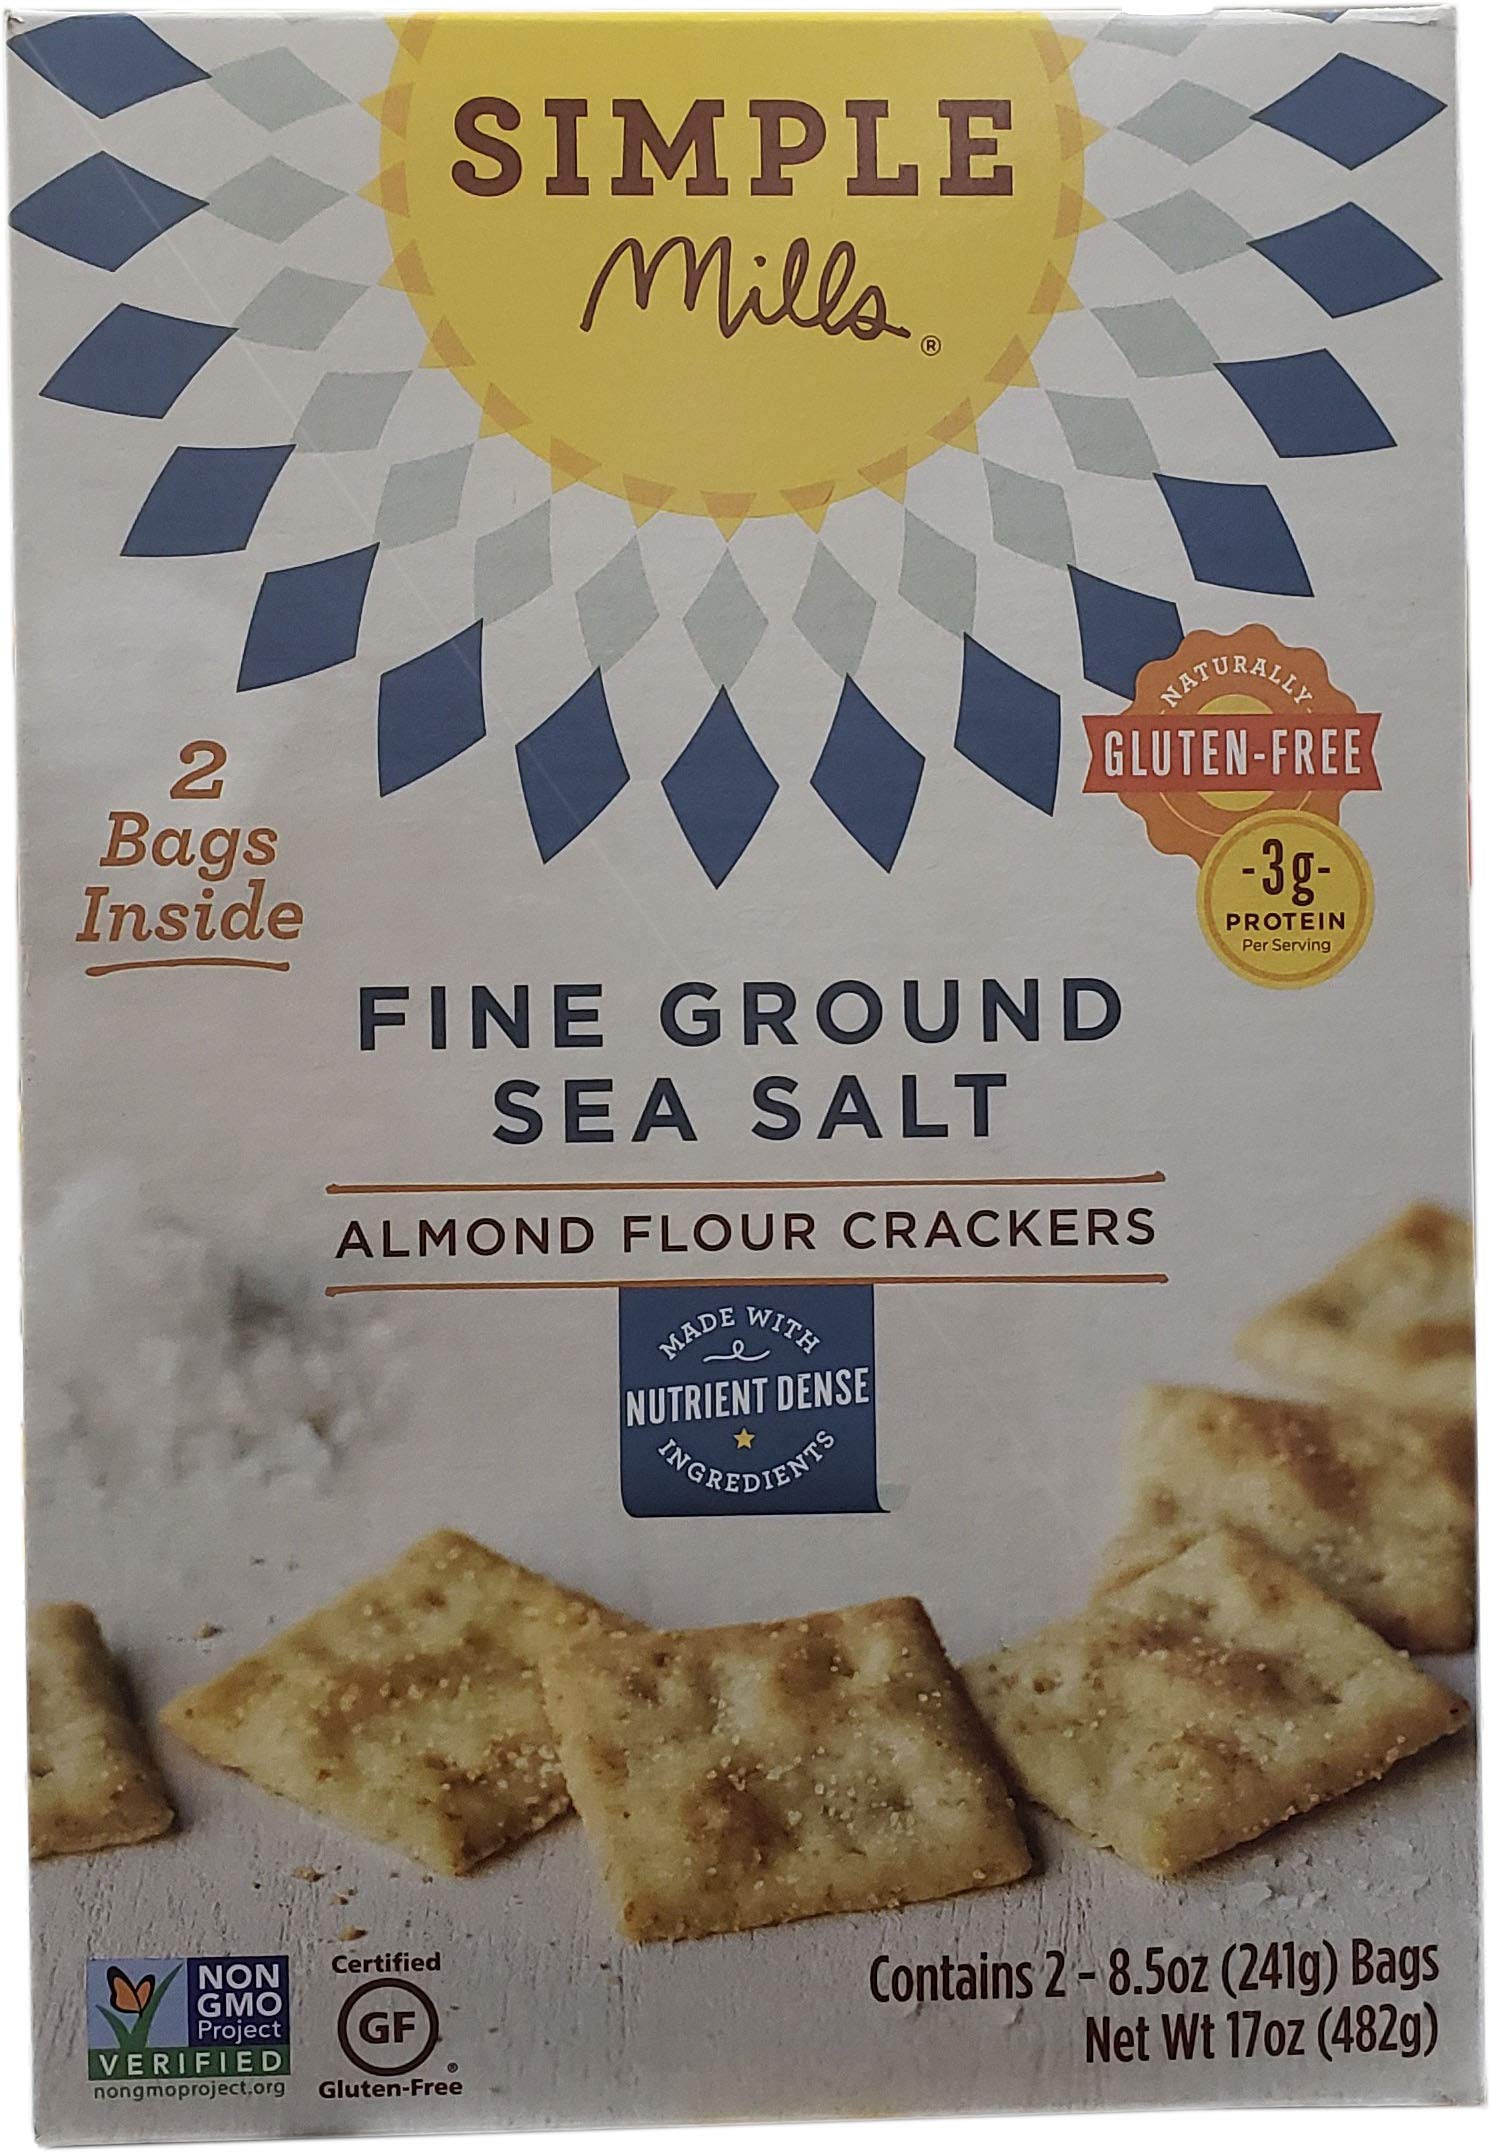 SIMPLE
Mills®
NATURALLY
GLUTEN-FREE
-3g-
PROTEIN
Per Serving
2
Bags
Inside
FINE GROUND
SEA SALT
ALMOND FLOUR CRACKERS
MADE WITH
NUTRIENT DENSE
INGREDIENTS
NON
GMO
Project
VERIFIED
nongmoproject.org
Certified
GF
®
Gluten-Free
Contains 2 - 8.5oz (241g) Bags
Net Wt 17oz (482g)